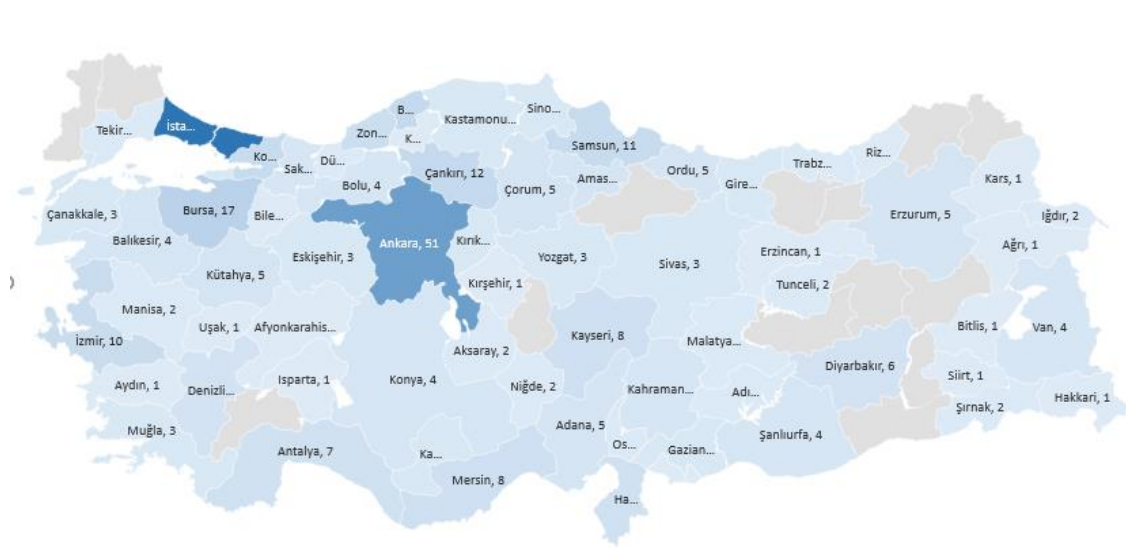 Sino...
B...
Kastamonu...
Tekir...
ista...
Zon...
K...
Samsun, 11
Ko...
Sak...
Dü...
Trabz...
Riz...
Bolu, 4
Çankırı, 12
Amas...
Ordu, 5
Gire...
Kars, 1
Çorum, 5
Çanakkale, 3
Bursa, 17
Bile...
Erzurum, 5
Iğdır, 2
Balıkesir, 4
Ankara, 51
Kırık...
Erzincan, 1
Ağrı, 1
Eskişehir, 3
Yozgat, 3
Sivas, 3
Kütahya, 5
Kırşehir, 1
Tunceli, 2
Manisa, 2
Uşak, 1
Afyonkarahis...
Kayseri, 8
Bitlis, 1
Van, 4
İzmir, 10
Aksaray, 2
Malatya...
Diyarbakır, 6
Siirt, 1
Aydın, 1
Denizli...
Isparta, 1
Konya, 4
Niğde, 2
Kahraman...
Adı...
Hakkari, 1
Şırnak, 2
Muğla, 3
Adana, 5
Şanlıurfa, 4
Antalya, 7
Ka...
Os...
Gazian...
Mersin, 8
Ha...